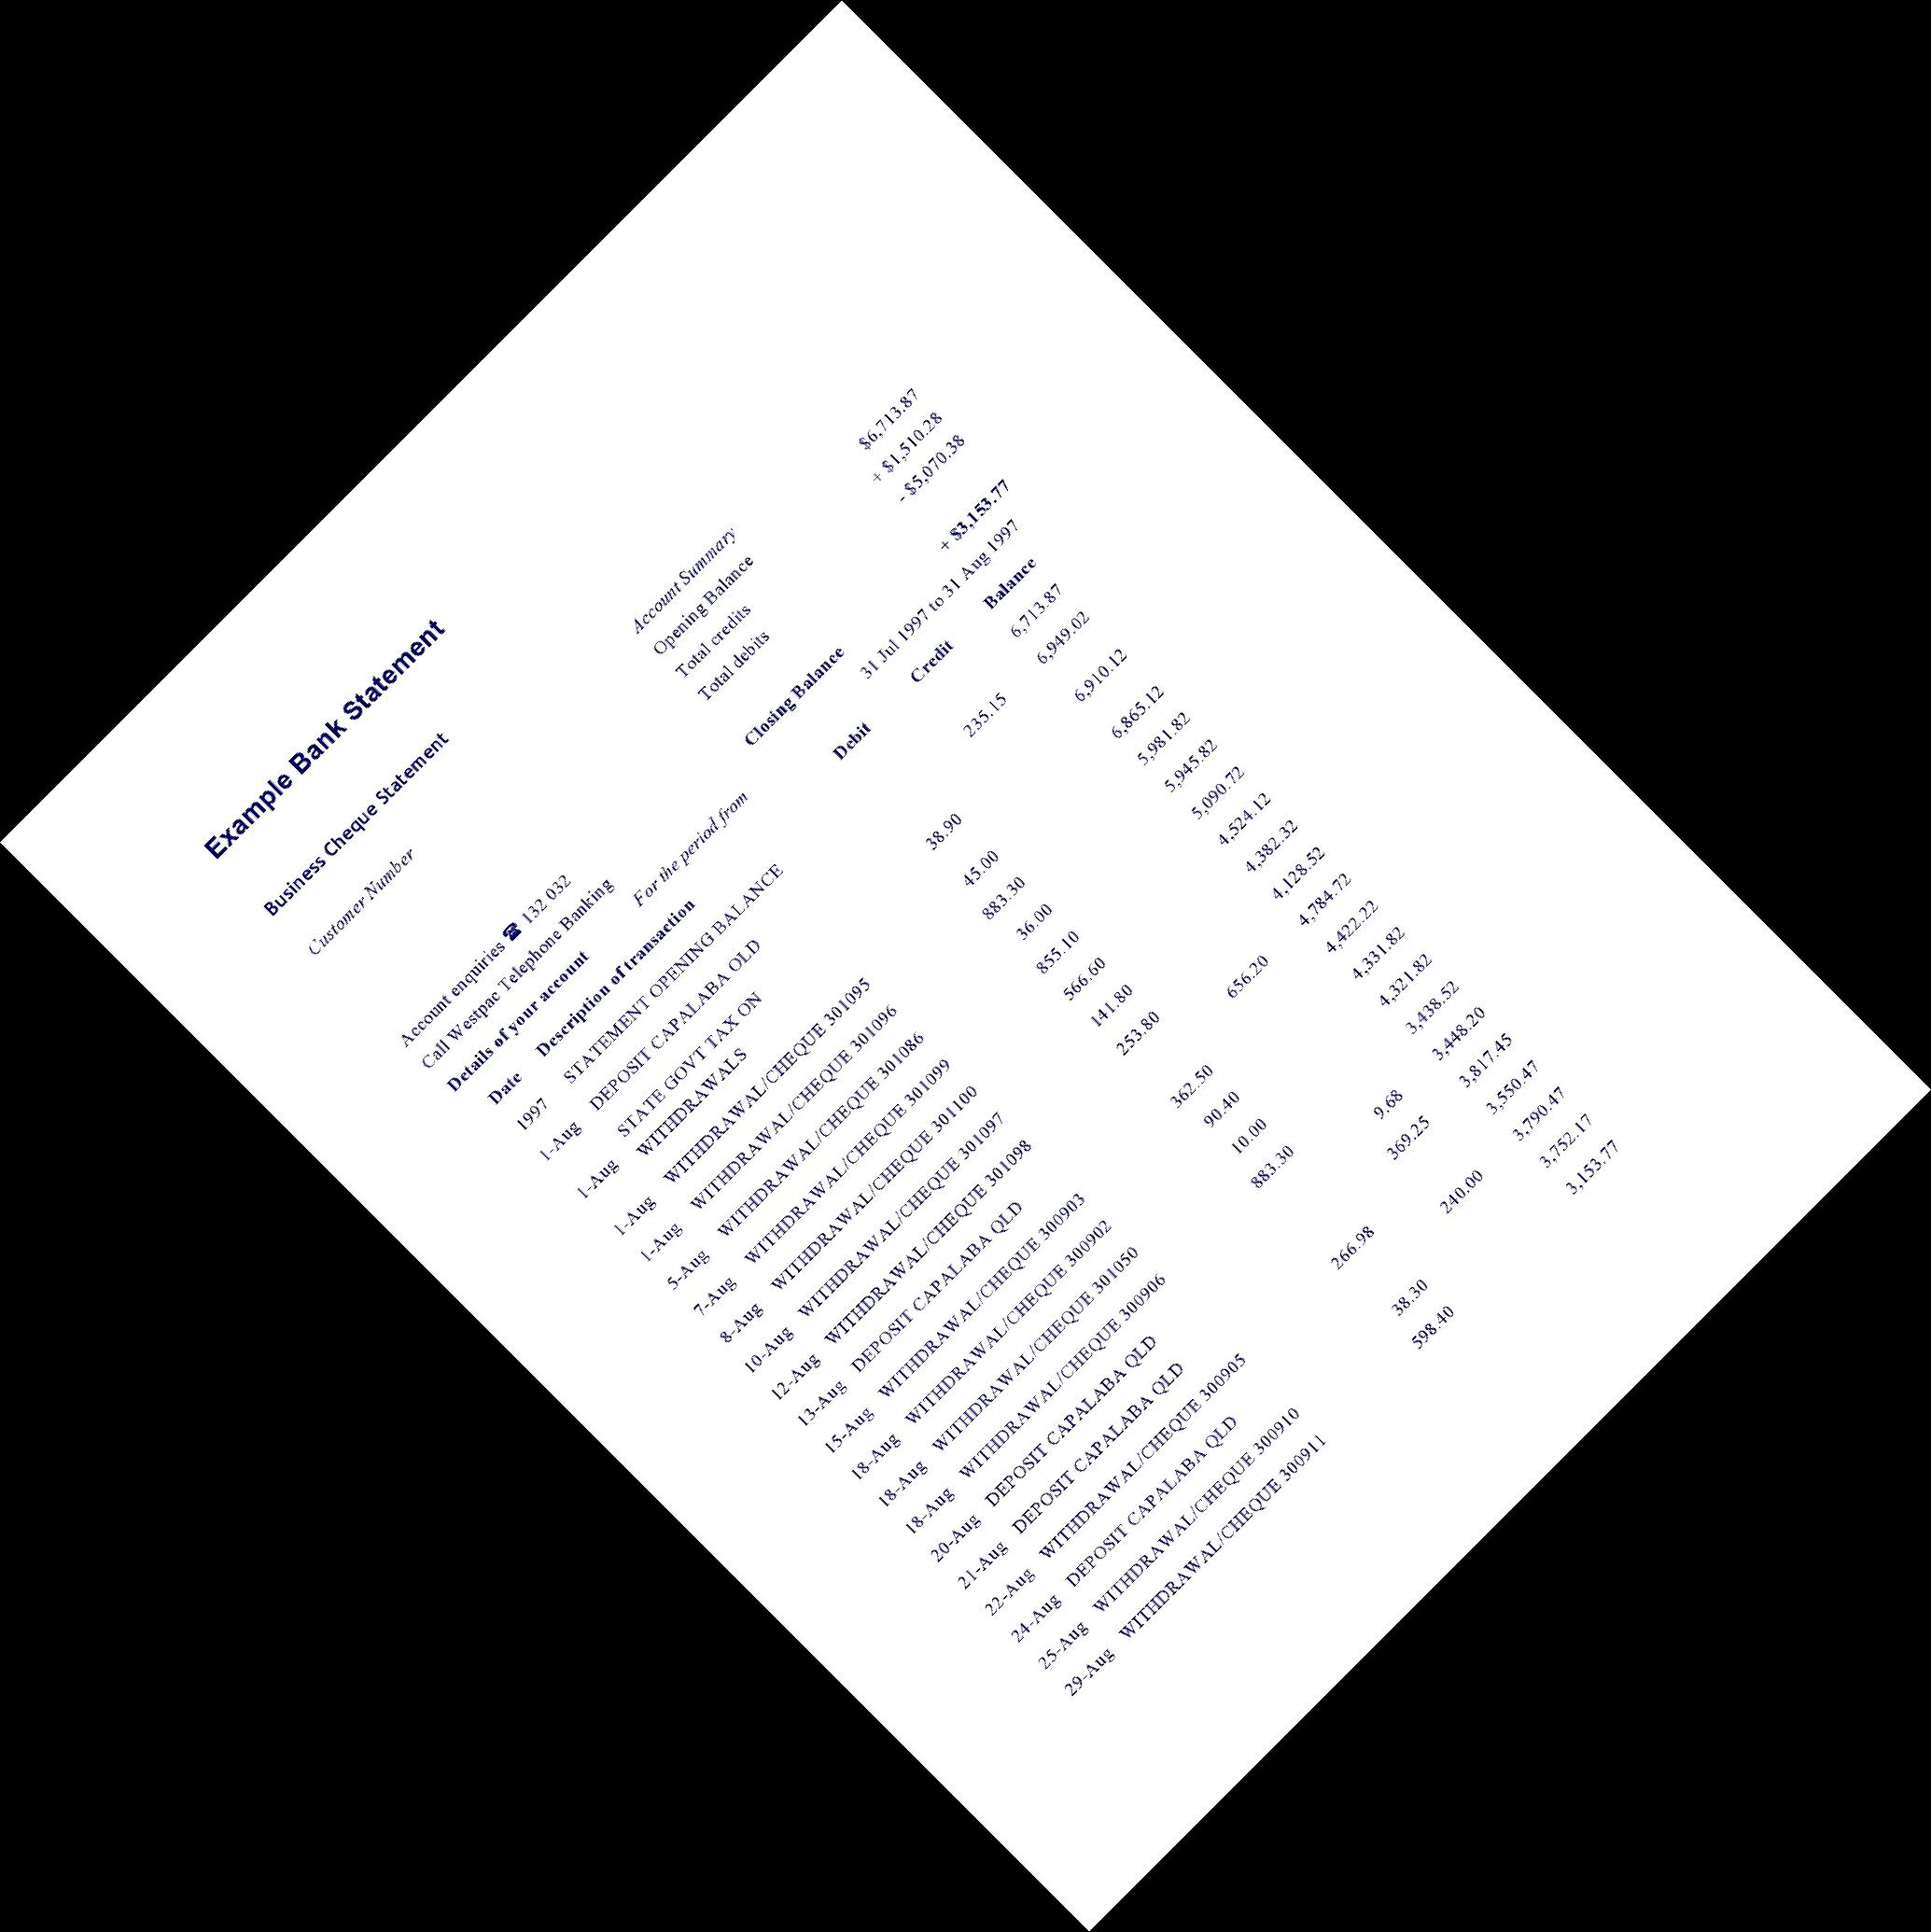 Example Bank Statement
Business Cheque Statement
Customer Number Account Summary
Opening Balance $6,713.87
Total credits + $1,510.28
Total debits - $5,070.38
Account enquiries ☎ 132 032
Call Westpac Telephone Banking Closing Balance + $3,153.77
Details of your account For the period from 31 Jul 1997 to 31 Aug 1997
Date Description of transaction Debit Credit Balance
1997 STATEMENT OPENING BALANCE 6,713.87
1-Aug DEPOSIT CAPALABA OLD 235.15 6,949.02
STATE GOVT TAX ON
1-Aug WITHDRAWALS 38.90 6,910.12
1-Aug WITHDRAWAL/CHEQUE 301095 45.00 6,865.12
1-Aug WITHDRAWAL/CHEQUE 301096 883.30 5,981.82
5-Aug WITHDRAWAL/CHEQUE 301086 36.00 5,945.82
7-Aug WITHDRAWAL/CHEQUE 301099 855.10 5,090.72
8-Aug WITHDRAWAL/CHEQUE 301100 566.60 4,524.12
10-Aug WITHDRAWAL/CHEQUE 301097 141.80 4,382.32
12-Aug WITHDRAWAL/CHEQUE 301098 253.80 4,128.52
13-Aug DEPOSIT CAPALABA QLD 656.20 4,784.72
15-Aug WITHDRAWAL/CHEQUE 300903 362.50 4,422.22
18-Aug WITHDRAWAL/CHEQUE 300902 90.40 4,331.82
18-Aug WITHDRAWAL/CHEQUE 301050 10.00 4,321.82
18-Aug WITHDRAWAL/CHEQUE 300906 883.30 3,438.52
20-Aug DEPOSIT CAPALABA QLD 9.68 3,448.20
21-Aug DEPOSIT CAPALABA QLD 369.25 3,817.45
22-Aug WITHDRAWAL/CHEQUE 300905 266.98 3,550.47
24-Aug DEPOSIT CAPALABA QLD 240.00 3,790.47
25-Aug WITHDRAWAL/CHEQUE 300910 38.30 3,752.17
29-Aug WITHDRAWAL/CHEQUE 300911 598.40 3,153.77